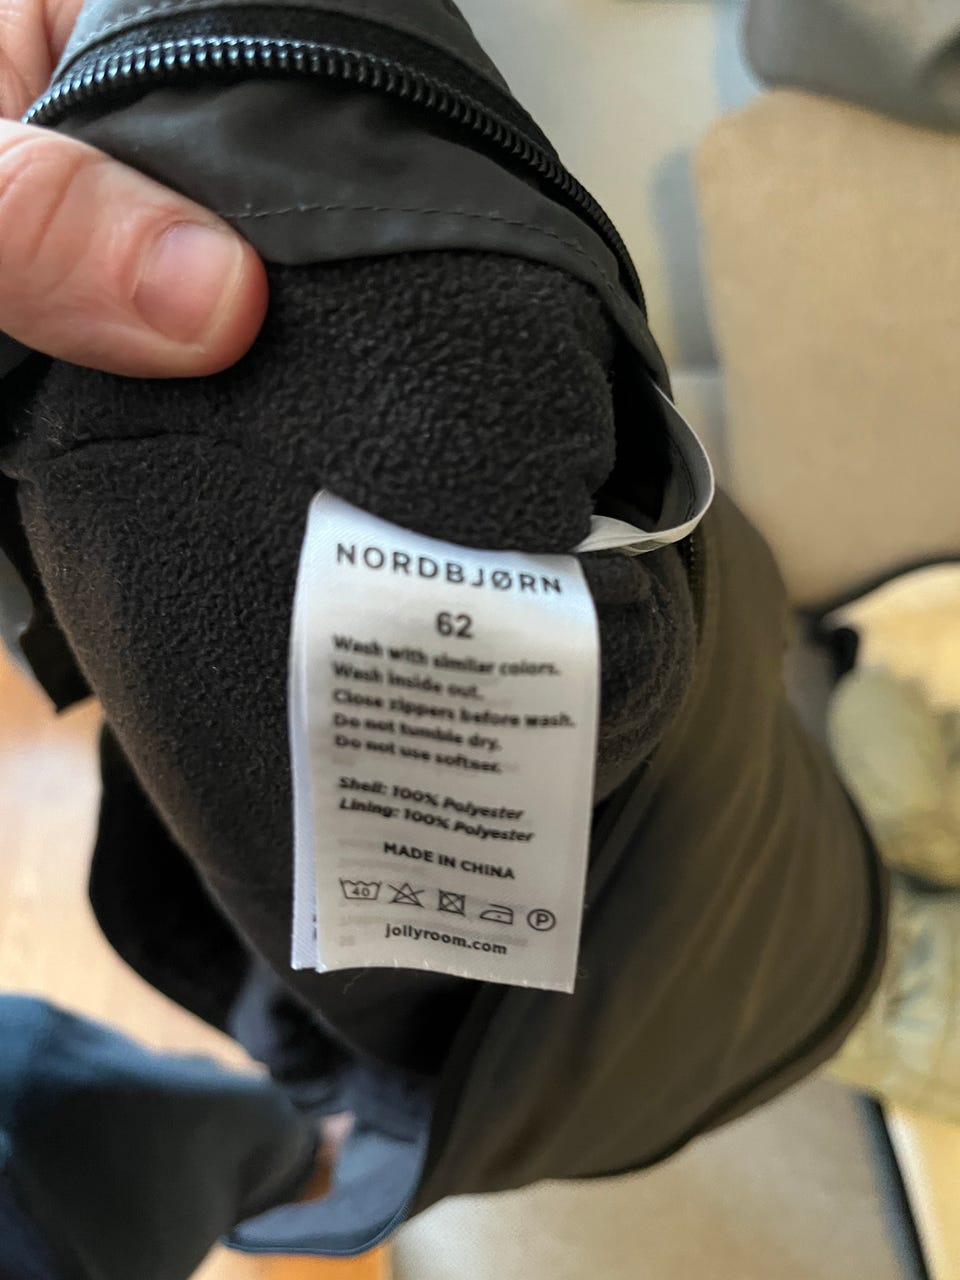 NORDBJØRN
62
Wash with similar colors.
Wash inside out.
Close zippers before wash.
Do not tumble dry.
Do not use softner.
Shell: 100% Polyester
Lining: 100% Polyester
MADE IN CHINA
40 P
jollyroom.com